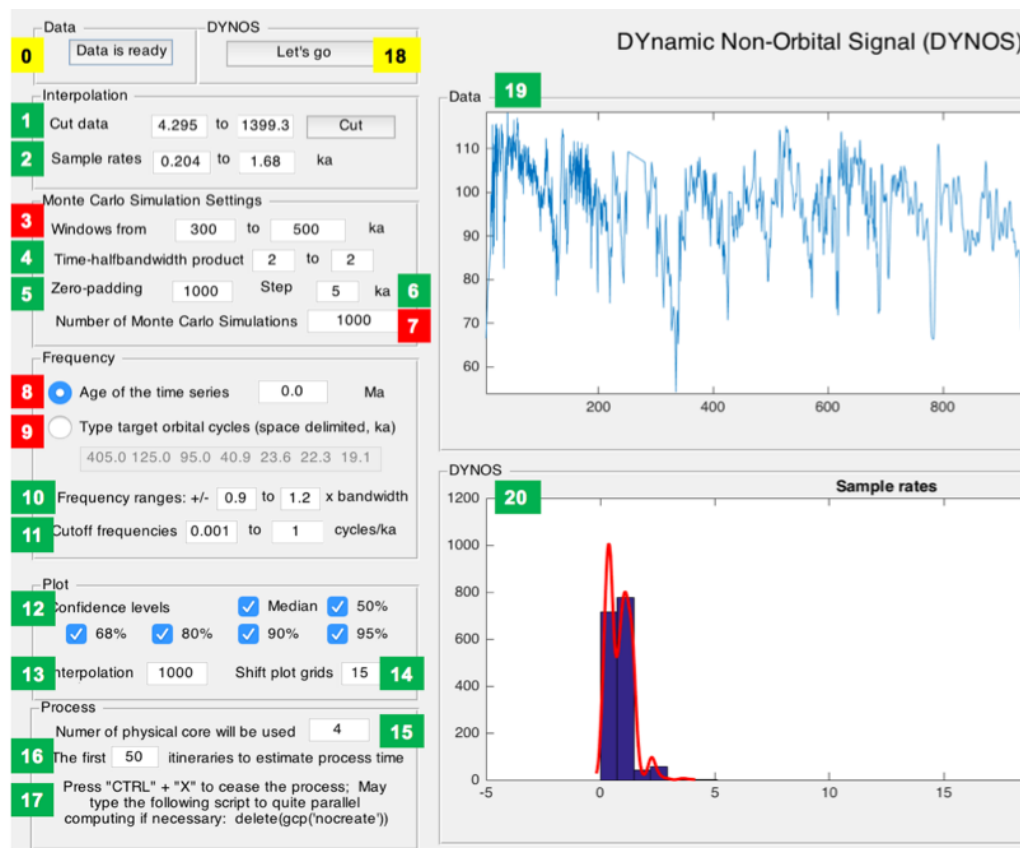 Data
DYNOS
0 Data is ready
Let's go 18
DYnamic Non-Orbital Signal (DYNOS)
Interpolation
1 Cut data 4.295 to 1399.3 Cut
2 Sample rates 0.204 to 1.68 ka
Monte Carlo Simulation Settings
3 Windows from 300 to 500 ka
4 Time-halfbandwidth product 2 to 2
5 Zero-padding 1000 Step 5 ka 6
Number of Monte Carlo Simulations 1000 7
Frequency
8 Age of the time series 0.0 Ma
9 Type target orbital cycles (space delimited, ka)
405.0 125.0 95.0 40.9 23.6 22.3 19.1
10 Frequency ranges: +/- 0.9 to 1.2 x bandwidth
11 Cutoff frequencies 0.001 to 1 cycles/ka
Plot
12 Confidence levels Median 50%
68% 80% 90% 95%
13 Interpolation 1000 Shift plot grids 15 14
Process
Numer of physical core will be used 4 15
16 The first 50 itineraries to estimate process time
17 Press "CTRL" + "X" to cease the process; May
type the following script to quite parallel
computing if necessary: delete(gcp('nocreate'))
Data 19
110
100
90
80
70
60
200 400 600 800
DYNOS
20
Sample rates
1200
1000
800
600
400
200
0
-5 0 5 10 15